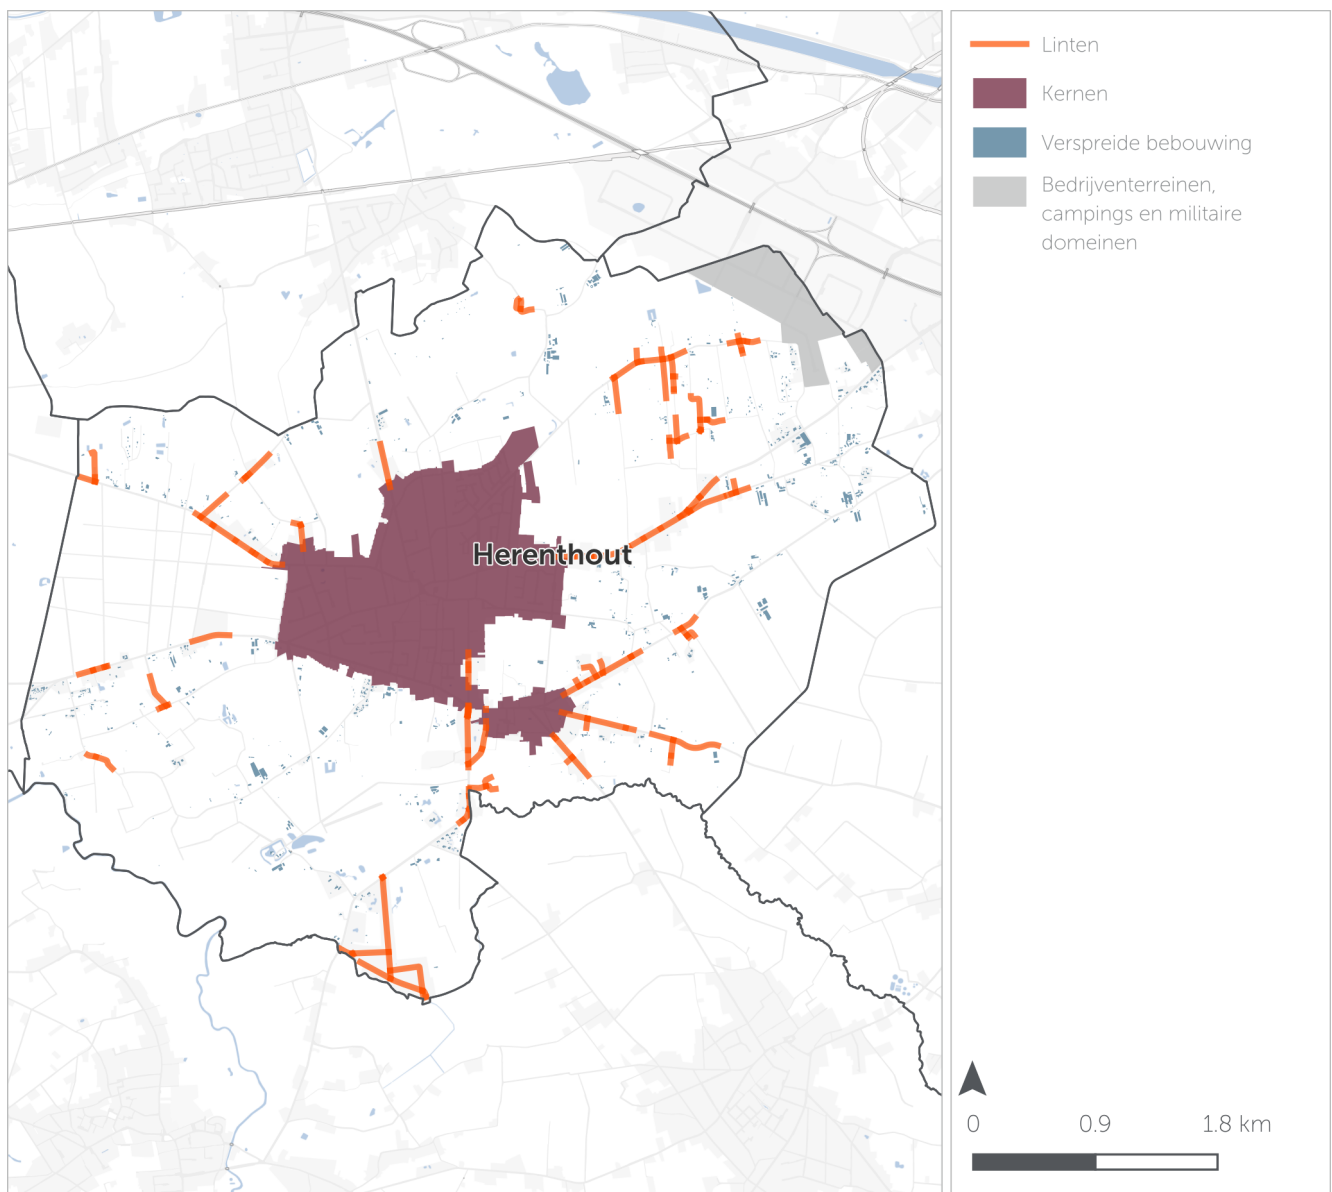 Linten
Kernen
Verspreide bebouwing
Bedrijventerreinen,
campings en militaire
domeinen
Herenthout
0 0.9 1.8 km